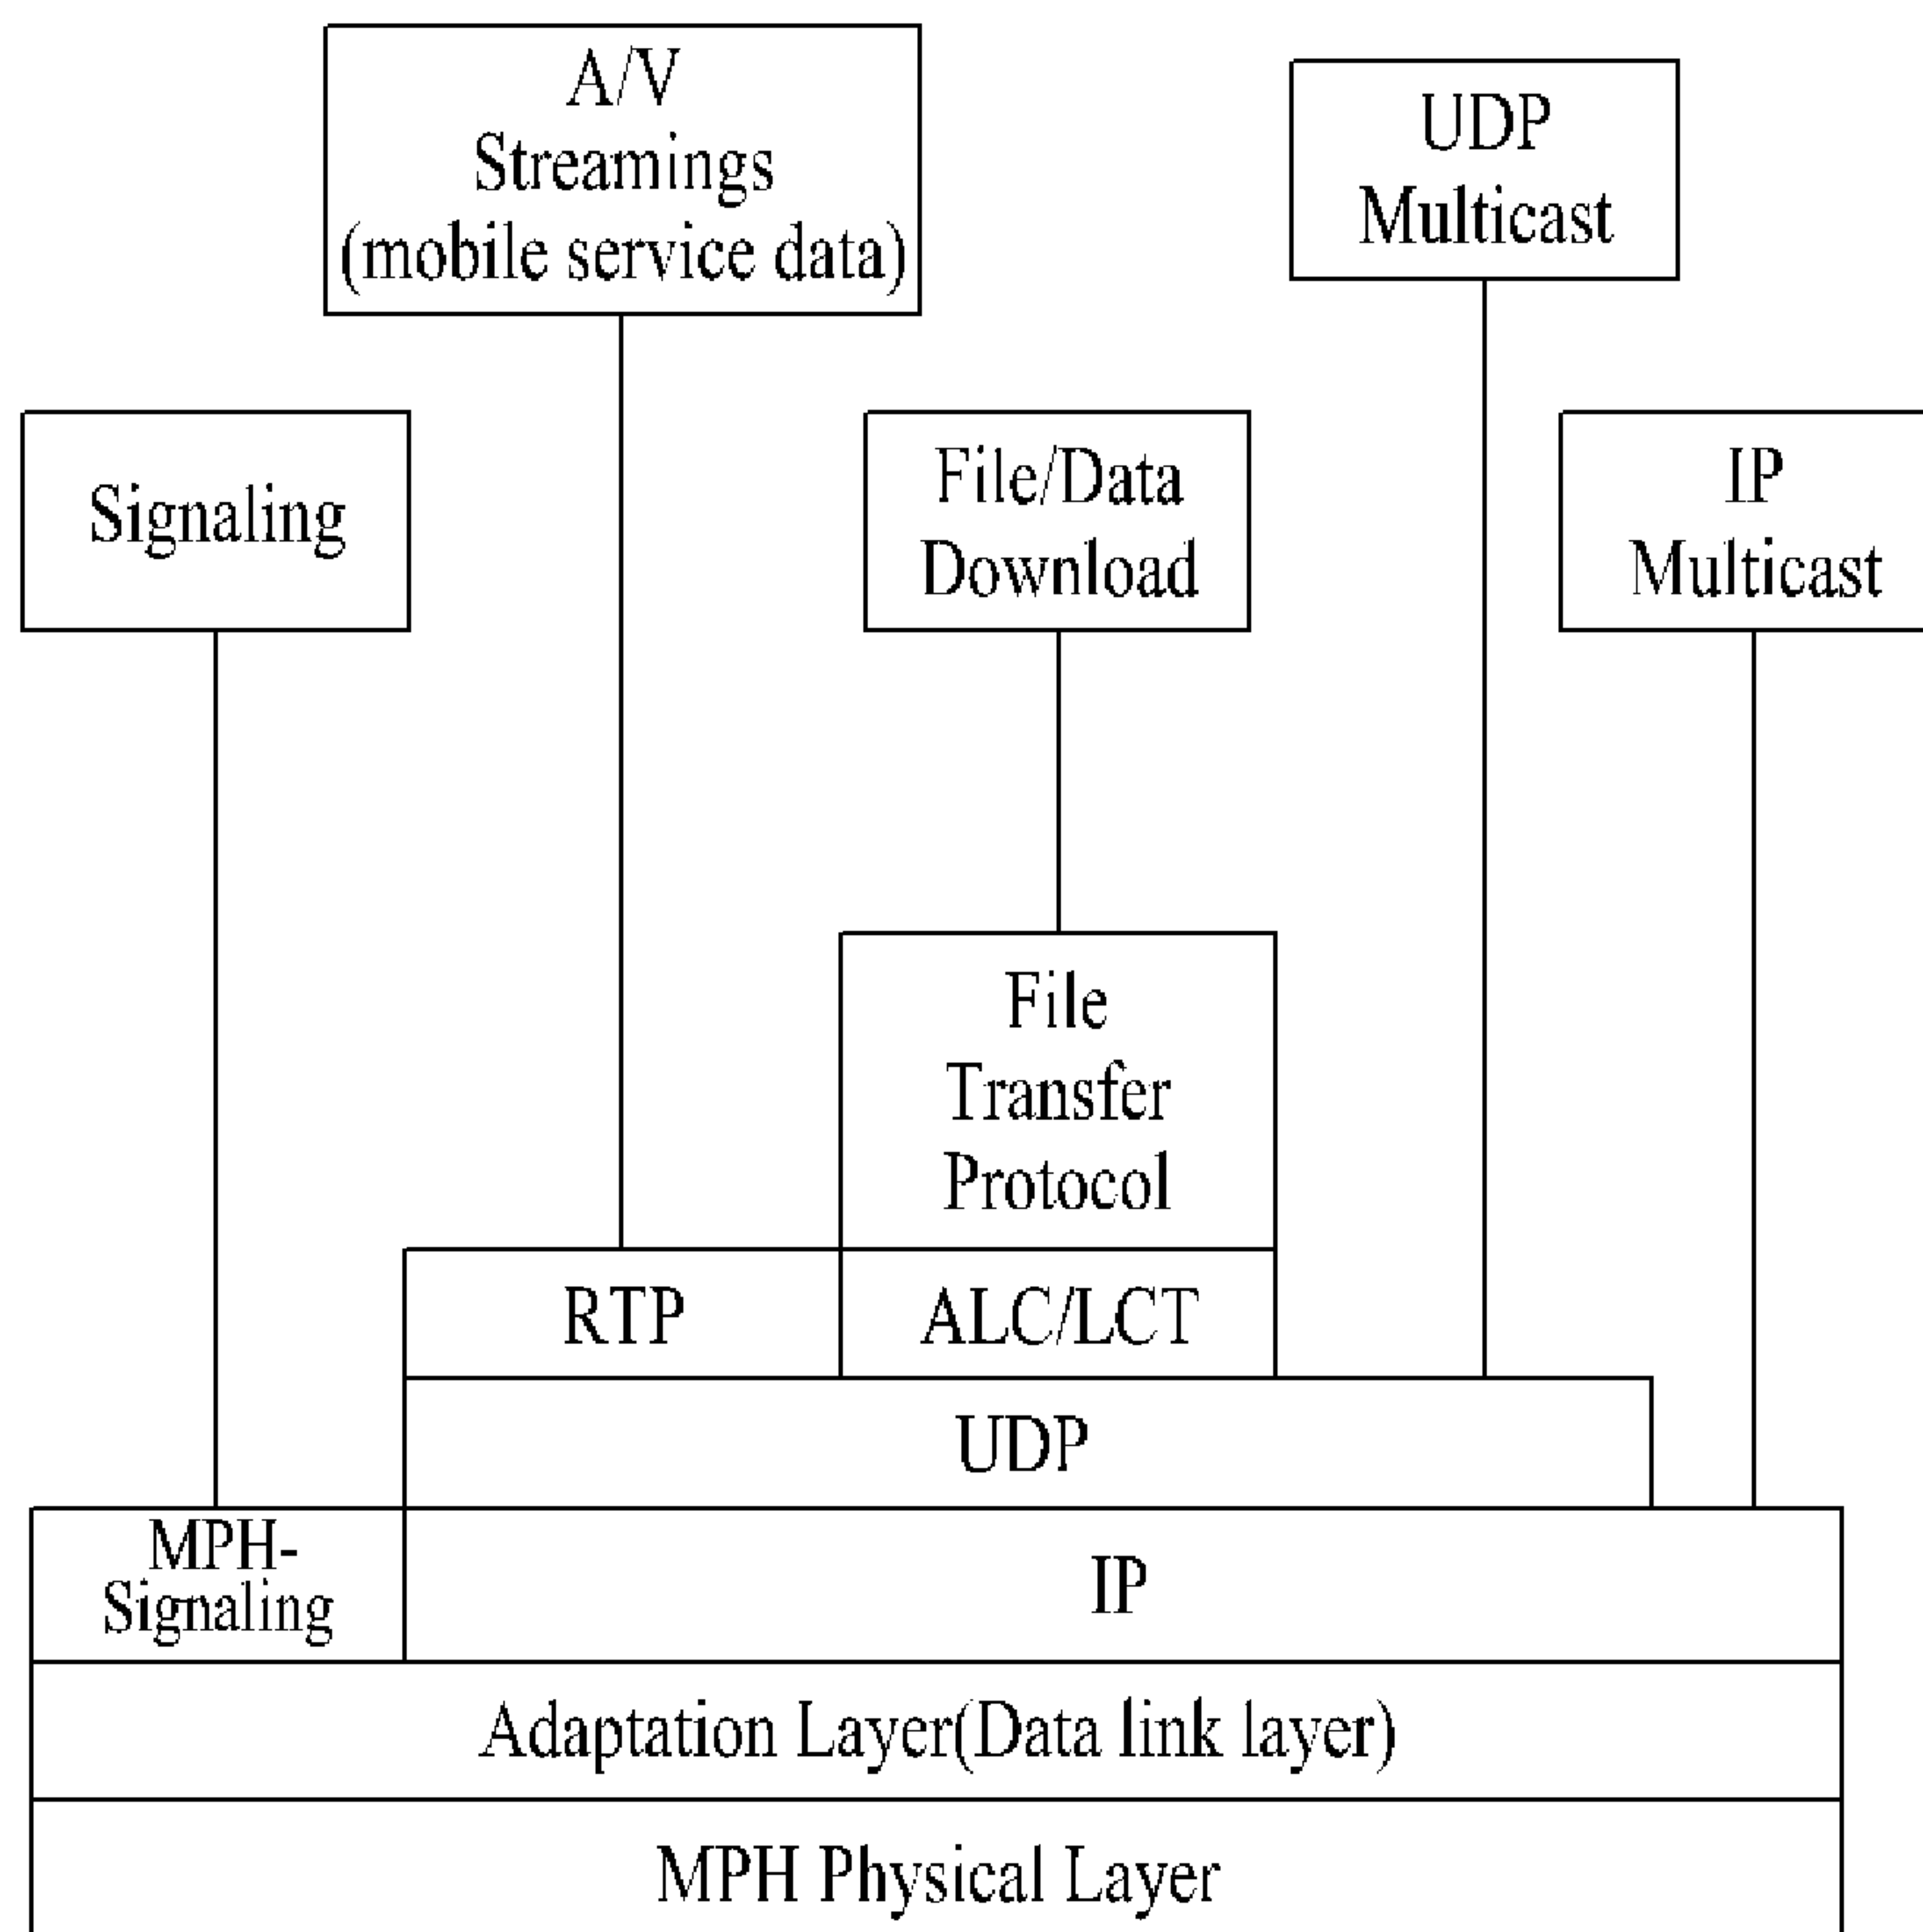 A/V
Streamings
(mobile service data)
UDP
Multicast
Signaling
File/Data
Download
IP
Multicast
File
Transfer
Protocol
RTP
ALC/LCT
UDP
MPH-
Signaling
IP
Adaptation Layer(Data link layer)
MPH Physical Layer